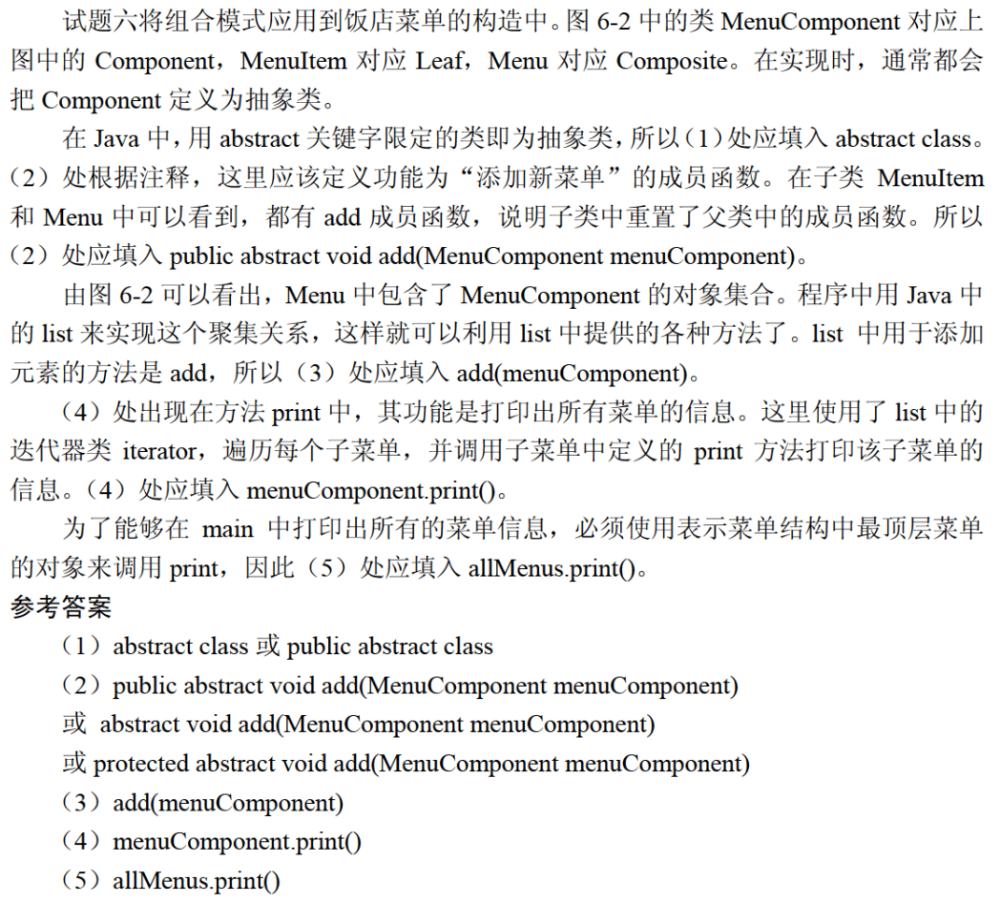 试题六将组合模式应用到饭店菜单的构造中。图 6-2 中的类 MenuComponent 对应上
图中的 Component，MenuItem 对应 Leaf，Menu 对应 Composite。在实现时，通常都会
把 Component 定义为抽象类。
在 Java 中，用 abstract 关键字限定的类即为抽象类，所以（1）处应填入 abstract class。
（2）处根据注释，这里应该定义功能为“添加新菜单”的成员函数。在子类 MenuItem
和 Menu 中可以看到，都有 add 成员函数，说明子类中重置了父类中的成员函数。所以
（2）处应填入 public abstract void add(MenuComponent menuComponent)。
由图 6-2 可以看出，Menu 中包含了 MenuComponent 的对象集合。程序中用 Java 中
的 list 来实现这个聚集关系，这样就可以利用 list 中提供的各种方法了。list 中用于添加
元素的方法是 add，所以（3）处应填入 add(menuComponent)。
（4）处出现在方法 print 中，其功能是打印出所有菜单的信息。这里使用了 list 中的
迭代器类 iterator，遍历每个子菜单，并调用子菜单中定义的 print 方法打印该子菜单的
信息。（4）处应填入 menuComponent.print()。
为了能够在 main 中打印出所有的菜单信息，必须使用表示菜单结构中最顶层菜单
的对象来调用 print，因此（5）处应填入 allMenus.print()。
参考答案
（1）abstract class 或 public abstract class
（2）public abstract void add(MenuComponent menuComponent)
或 abstract void add(MenuComponent menuComponent)
或 protected abstract void add(MenuComponent menuComponent)
（3）add(menuComponent)
（4）menuComponent.print()
（5）allMenus.print()